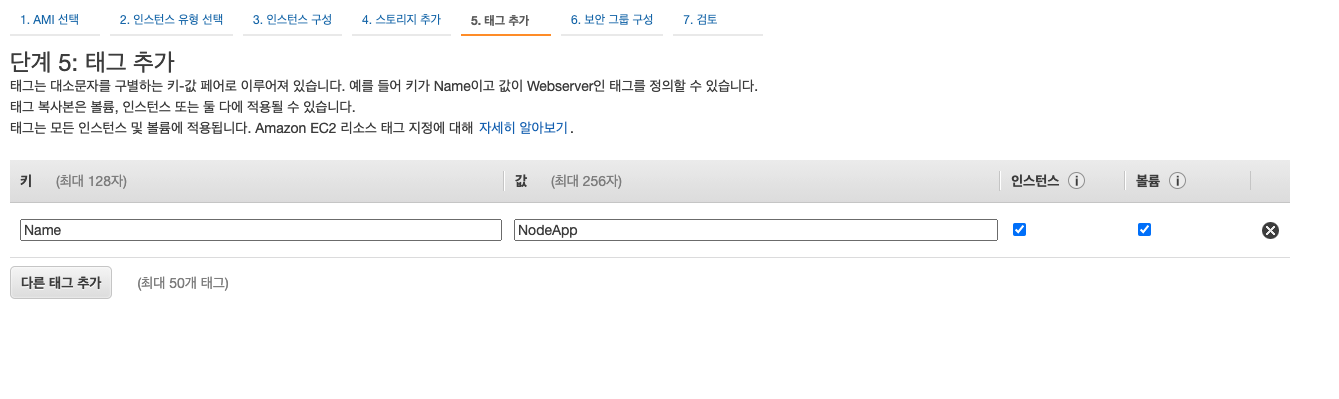 1. AMI 선택 2. 인스턴스 유형 선택 3. 인스턴스 구성 4. 스토리지 추가 5. 태그 추가 6. 보안 그룹 구성 7. 검토
단계 5: 태그 추가
태그는 대소문자를 구별하는 키-값 페어로 이루어져 있습니다. 예를 들어 키가 Name이고 값이 Webserver인 태그를 정의할 수 있습니다.
태그 복사본은 볼륨, 인스턴스 또는 둘 다에 적용될 수 있습니다.
태그는 모든 인스턴스 및 볼륨에 적용됩니다. Amazon EC2 리소스 태그 지정에 대해 자세히 알아보기.
키 (최대 128자) 값 (최대 256자) 인스턴스 i 볼륨 i
Name NodeApp
다른 태그 추가 (최대 50개 태그)